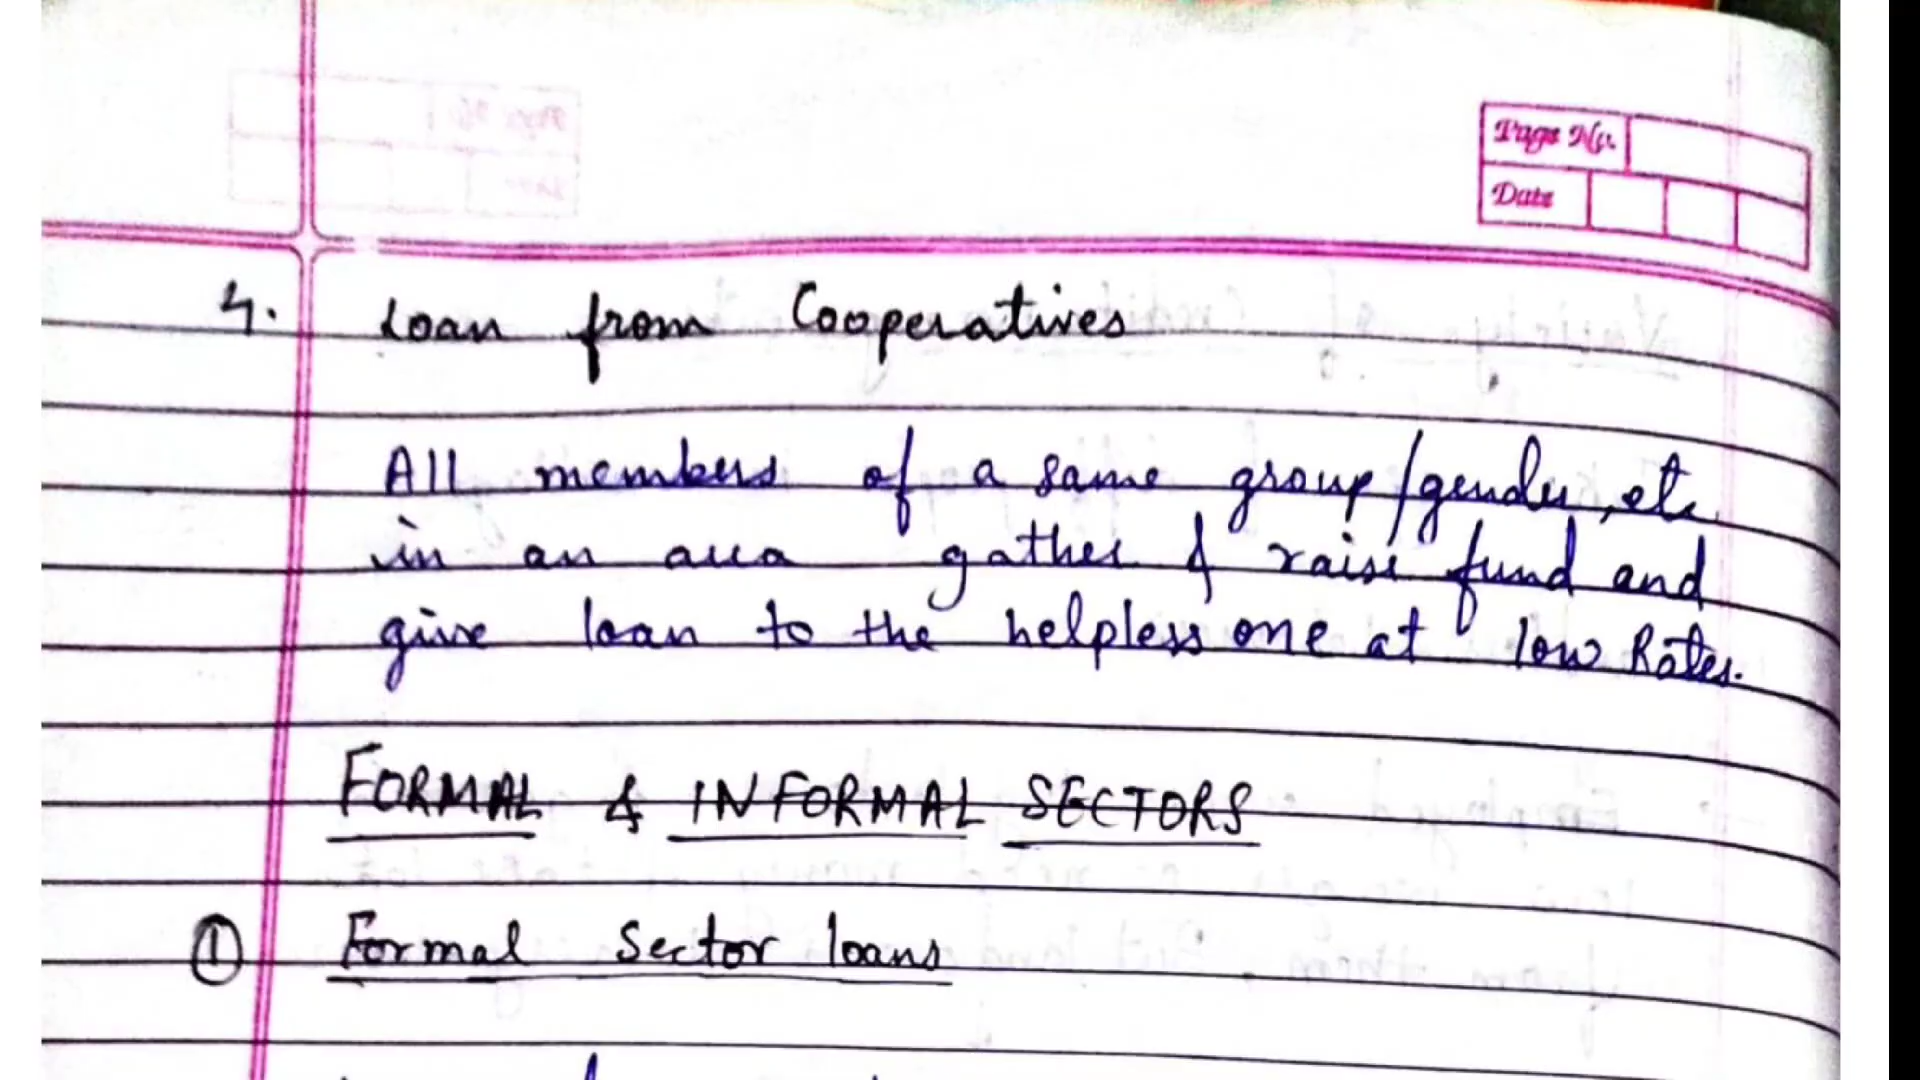 Page No.
Date
4. Loan from Cooperatives
All members of a same group/gender, etc
in an area gather & raise fund and
give loan to the helpless one at low Rates.
FORMAL & INFORMAL SECTORS
① Formal Sector loans